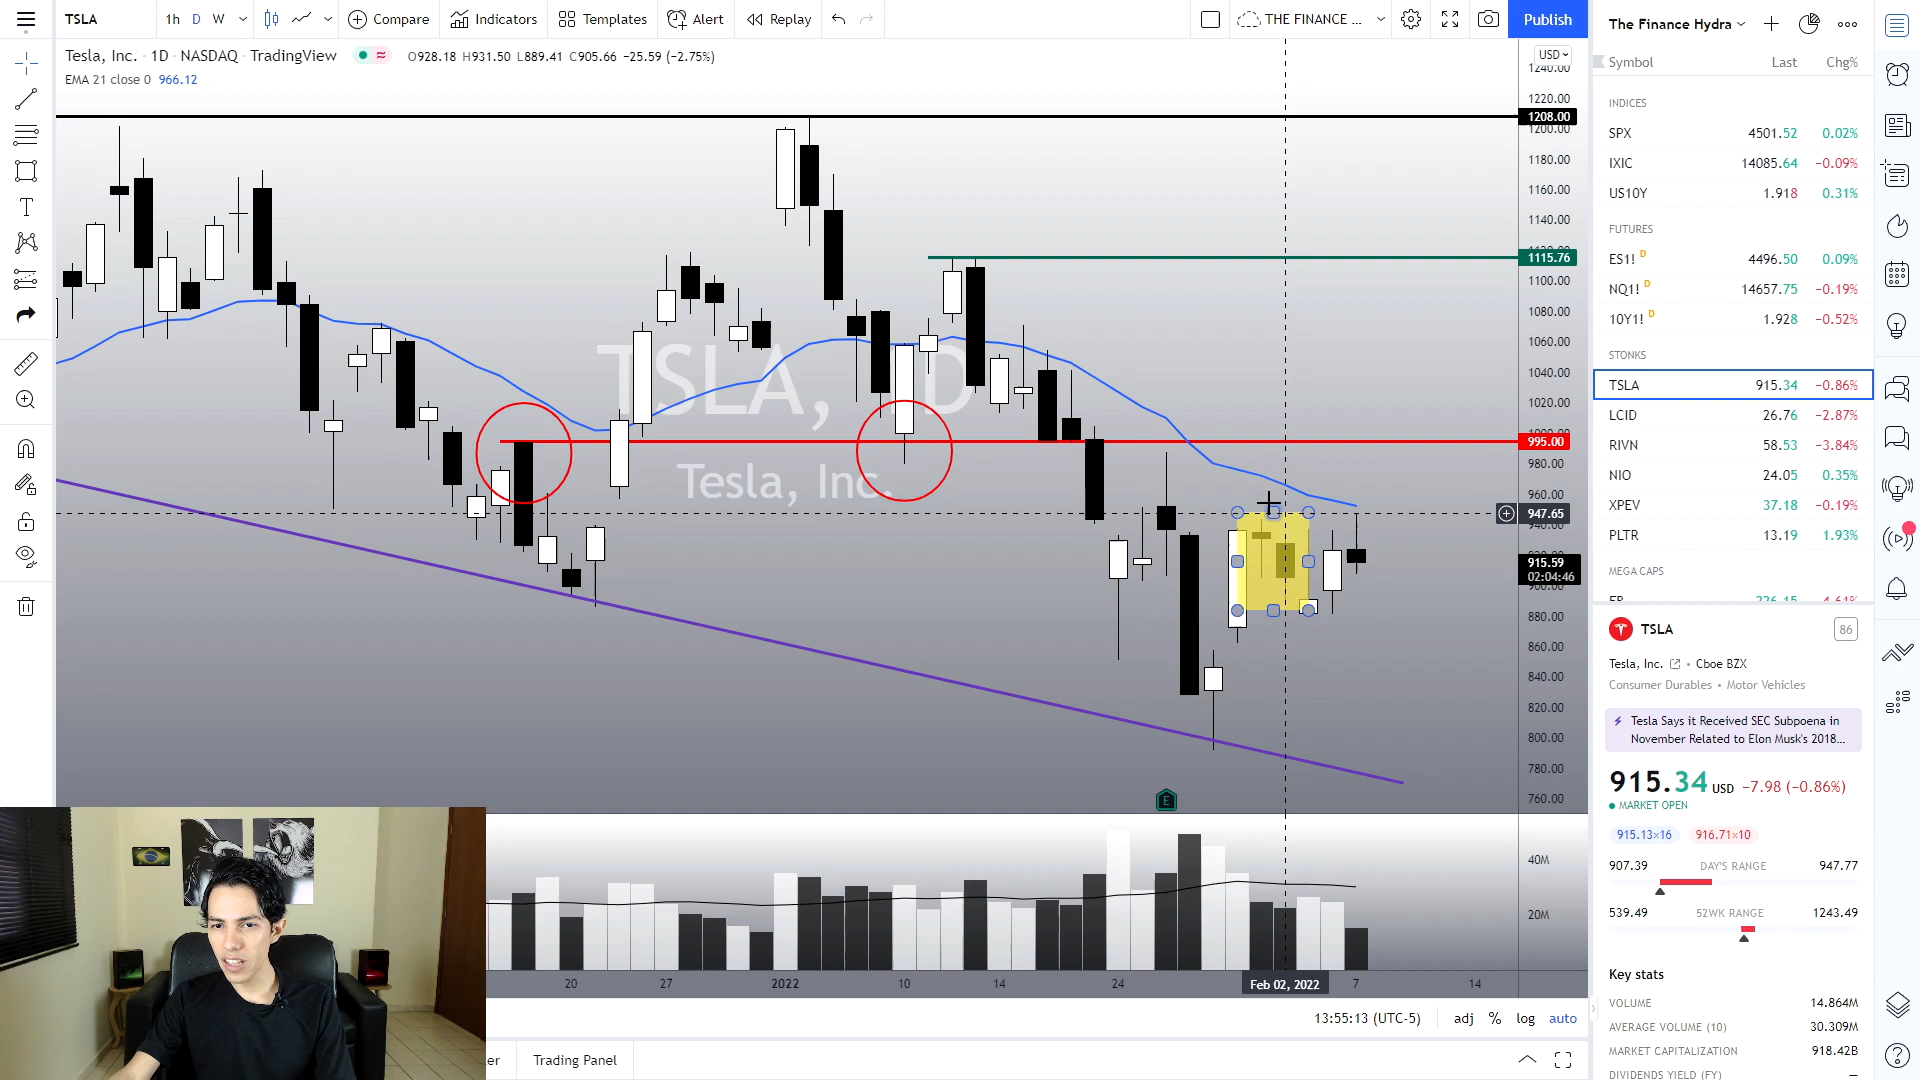 TSLA
1h D W
Compare
Indicators
Templates
Alert
Replay
THE FINANCE ...
Publish
Tesla, Inc. · 1D · NASDAQ · TradingView
O928.18 H931.50 L889.41 C905.66 −25.59 (−2.75%)
EMA 21 close 0 966.12
TSLA, 1D
Tesla, Inc.
USD
1240.00
1220.00
1208.00
1200.00
1180.00
1160.00
1140.00
1115.76
1100.00
1080.00
1060.00
1040.00
1020.00
995.00
980.00
960.00
947.65
915.59
02:04:46
880.00
860.00
840.00
820.00
800.00
780.00
760.00
E
40M
20M
20 27 2022 10 14 24 Feb 02, 2022 7 14
13:55:13 (UTC-5) adj % log auto
er Trading Panel
The Finance Hydra
Symbol Last Chg%
INDICES
SPX 4501.52 0.02%
IXIC 14085.64 −0.09%
US10Y 1.918 0.31%
FUTURES
ES1! D 4496.50 0.09%
NQ1! D 14657.75 −0.19%
10Y1! D 1.928 −0.52%
STONKS
TSLA 915.34 −0.86%
LCID 26.76 −2.87%
RIVN 58.53 −3.84%
NIO 24.05 0.35%
XPEV 37.18 −0.19%
PLTR 13.19 1.93%
MEGA CAPS
TSLA 86
Tesla, Inc. • Cboe BZX
Consumer Durables • Motor Vehicles
Tesla Says it Received SEC Subpoena in
November Related to Elon Musk's 2018...
915.34 USD −7.98 (−0.86%)
MARKET OPEN
915.13×16 916.71×10
907.39 DAY'S RANGE 947.77
539.49 52WK RANGE 1243.49
Key stats
VOLUME 14.864M
AVERAGE VOLUME (10) 30.309M
MARKET CAPITALIZATION 918.42B
DIVIDENDS YIELD (FY) —